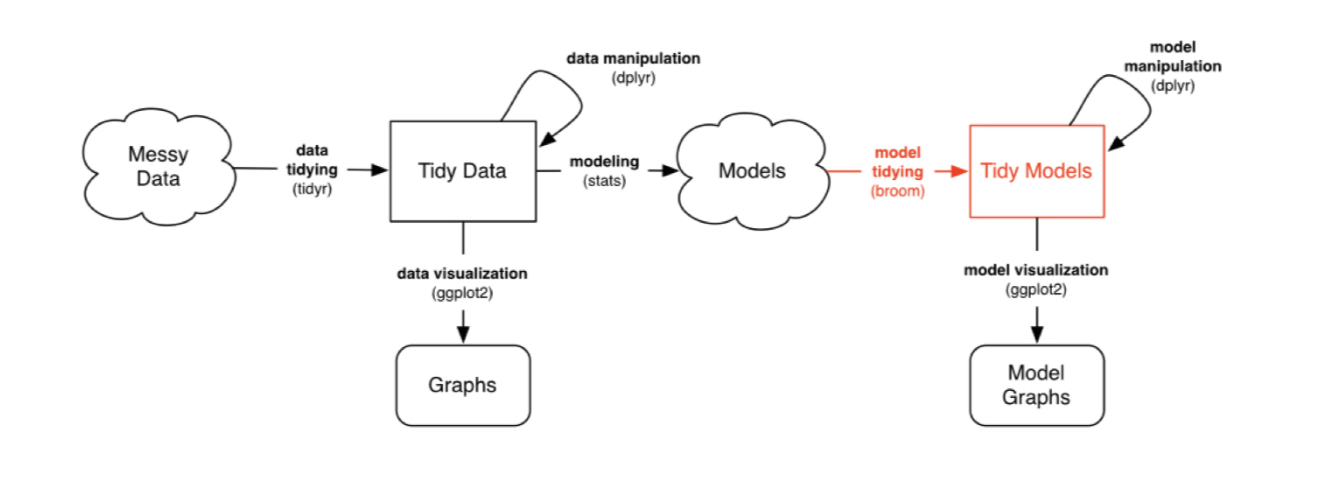 Messy
Data
data
tidying
(tidyr)
Tidy Data
data manipulation
(dplyr)
modeling
(stats)
Models
model
tidying
(broom)
Tidy Models
model
manipulation
(dplyr)
data visualization
(ggplot2)
Graphs
model visualization
(ggplot2)
Model
Graphs